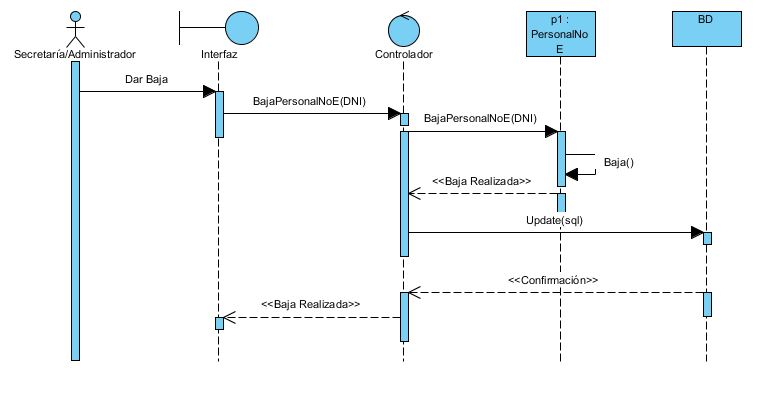 Secretaría/Administrador
Interfaz
Controlador
p1 :
PersonalNo
E
BD
Dar Baja
BajaPersonalNoE(DNI)
BajaPersonalNoE(DNI)
Baja()
<<Baja Realizada>>
Update(sql)
<<Confirmación>>
<<Baja Realizada>>